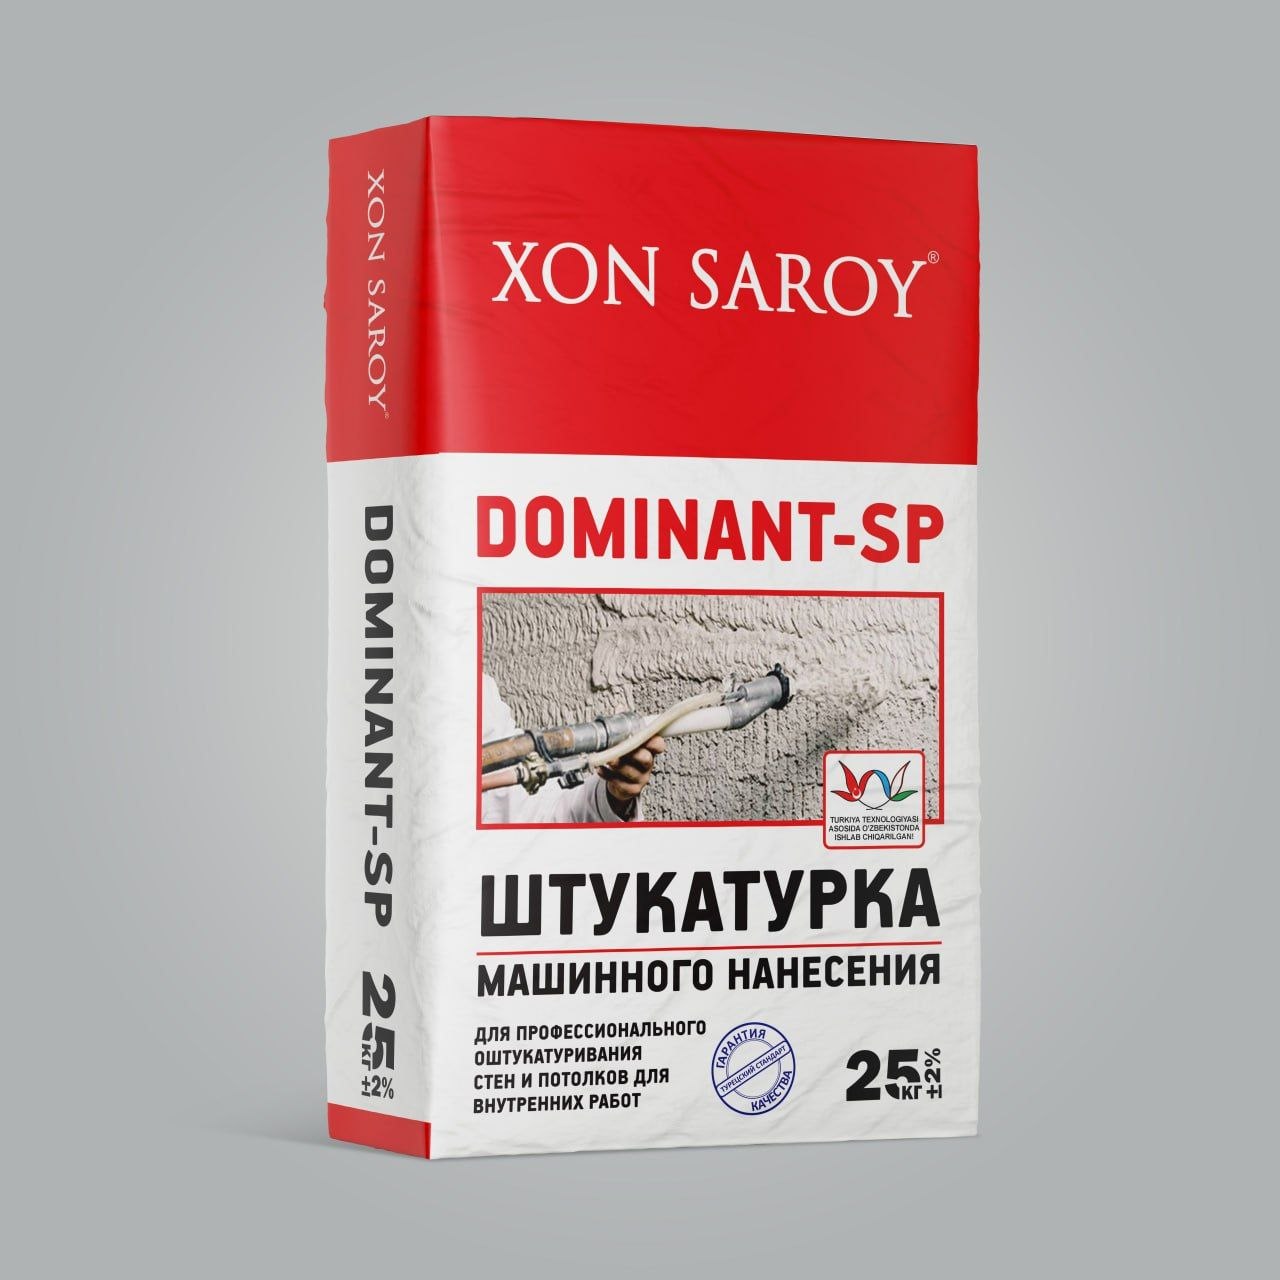 XON SAROY®
DOMINANT-SP
25 КГ ±2%
XON SAROY®
DOMINANT-SP
TURKIYA TEXNOLOGIYASI
ASOSIDA O'ZBEKISTONDA
ISHLAB CHIQARILGAN!
ШТУКАТУРКА
МАШИННОГО НАНЕСЕНИЯ
ДЛЯ ПРОФЕССИОНАЛЬНОГО
ОШТУКАТУРИВАНИЯ
СТЕН И ПОТОЛКОВ ДЛЯ
ВНУТРЕННИХ РАБОТ
ГАРАНТИЯ
ТУРЕЦКИЙ СТАНДАРТ
КАЧЕСТВА
25 КГ ±2%